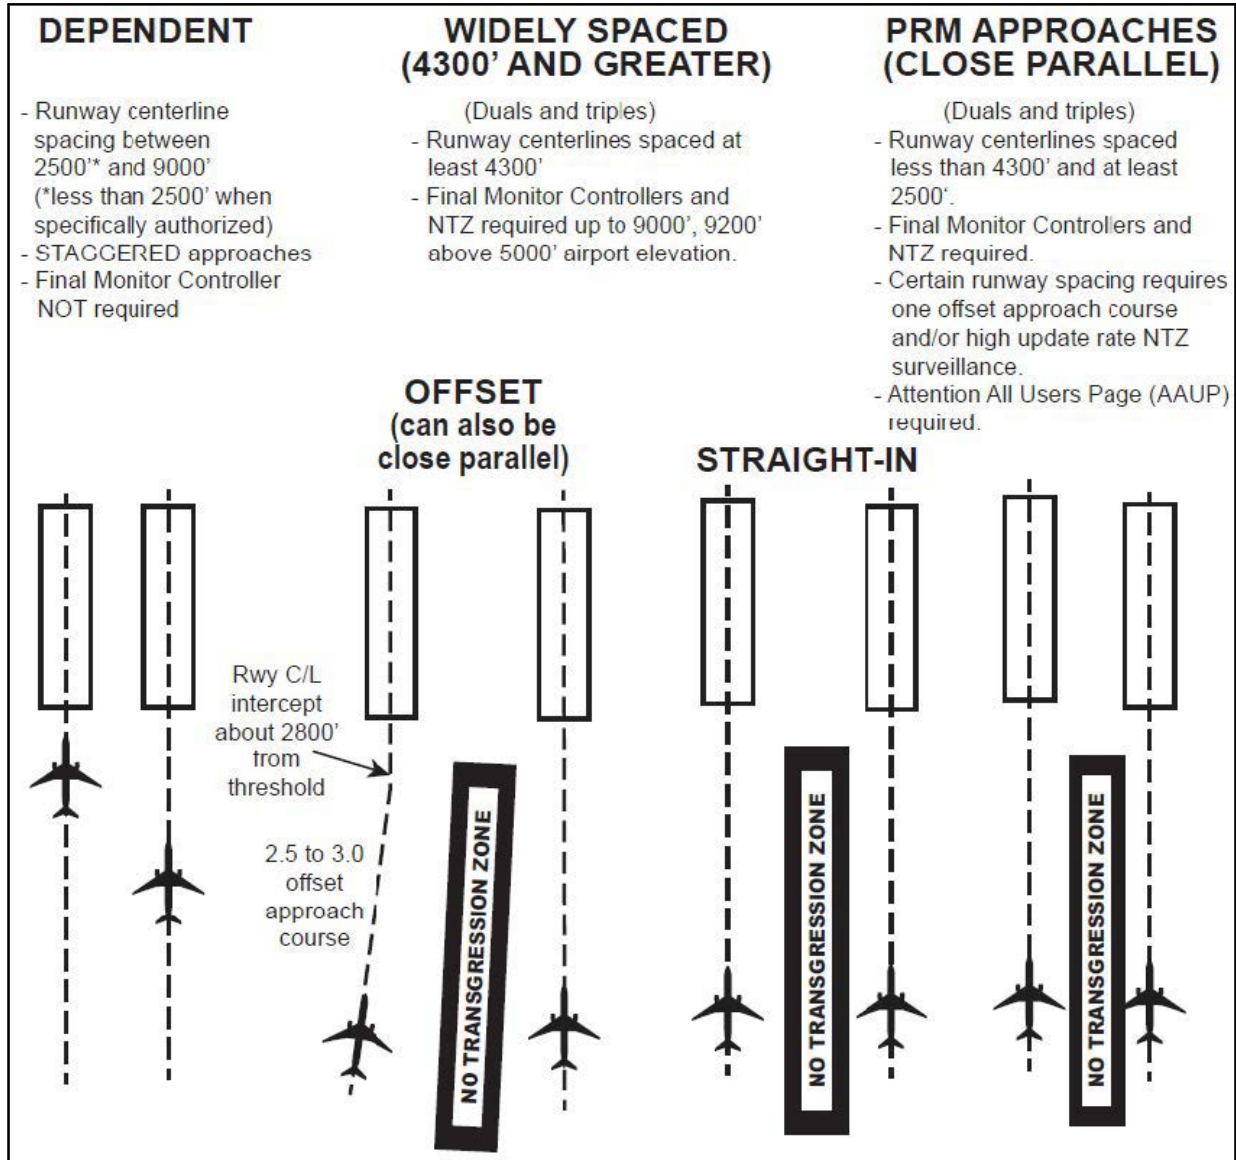 DEPENDENT
- Runway centerline
spacing between
2500'* and 9000'
(*less than 2500' when
specifically authorized)
- STAGGERED approaches
- Final Monitor Controller
NOT required
WIDELY SPACED
(4300' AND GREATER)
(Duals and triples)
- Runway centerlines spaced at
least 4300'
- Final Monitor Controllers and
NTZ required up to 9000', 9200'
above 5000' airport elevation.
PRM APPROACHES
(CLOSE PARALLEL)
(Duals and triples)
- Runway centerlines spaced
less than 4300' and at least
2500‘.
- Final Monitor Controllers and
NTZ required.
- Certain runway spacing requires
one offset approach course
and/or high update rate NTZ
surveillance.
- Attention All Users Page (AAUP)
required.
OFFSET
(can also be
close parallel)
STRAIGHT-IN
Rwy C/L
intercept
about 2800'
from
threshold
2.5 to 3.0
offset
approach
course
NO TRANSGRESSION ZONE
NO TRANSGRESSION ZONE
NO TRANSGRESSION ZONE